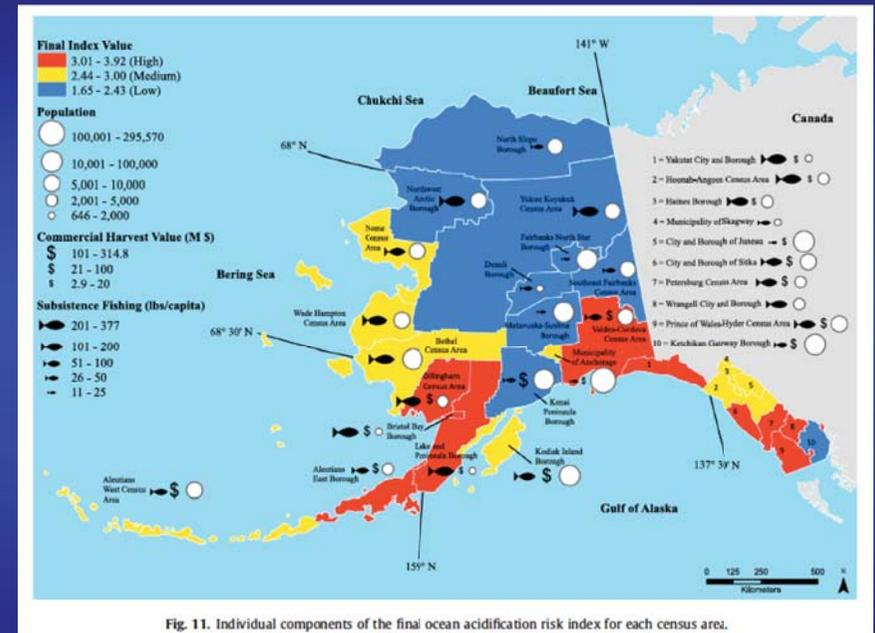 Final Index Value
3.01 - 3.92 (High)
2.44 - 3.00 (Medium)
1.65 - 2.43 (Low)
Population
100,001 - 295,570
10,001 - 100,000
5,001 - 10,000
2,001 - 5,000
646 - 2,000
Commercial Harvest Value (M $)
$ 101 - 314.8
$ 21 - 100
$ 2.9 - 20
Subsistence Fishing (lbs/capita)
201 - 377
101 - 200
51 - 100
26 - 50
11 - 25
141° W
Beaufort Sea
Chukchi Sea
Canada
68° N
North Slope
Borough
Northwest
Arctic
Borough
Yukon Koyukuk
Census Area
Nome
Census
Area
Fairbanks North Star
Borough
Denali
Borough
Southeast Fairbanks
Census Area
Bering Sea
Wade Hampton
Census Area
68° 30' N
Matanuska-Susitna
Borough
$
Valdez-Cordova
Census Area
Bethel
Census Area
Municipality
of Anchorage
$
Dillingham
Census Area
$
$
Kenai
Peninsula
Borough
$ Bristol Bay
Borough
Lake and
Peninsula Borough
$
Aleutians
East Borough
$
Kodiak Island
Borough
$
Aleutians
West Census
Area
$
1 = Yakutat City and Borough $
2 = Hoonah-Angoon Census Area $
3 = Haines Borough $
4 = Municipality of Skagway
5 = City and Borough of Juneau $
6 = City and Borough of Sitka $
7 = Petersburg Census Area $
8 = Wrangell City and Borough
9 = Prince of Wales-Hyder Census Area $
10 = Ketchikan Gateway Borough $
1
4
3
2
5
6
7
8
9
10
137° 30' N
Gulf of Alaska
159° N
0 125 250 500
Kilometers
N
Fig. 11. Individual components of the final ocean acidification risk index for each census area.